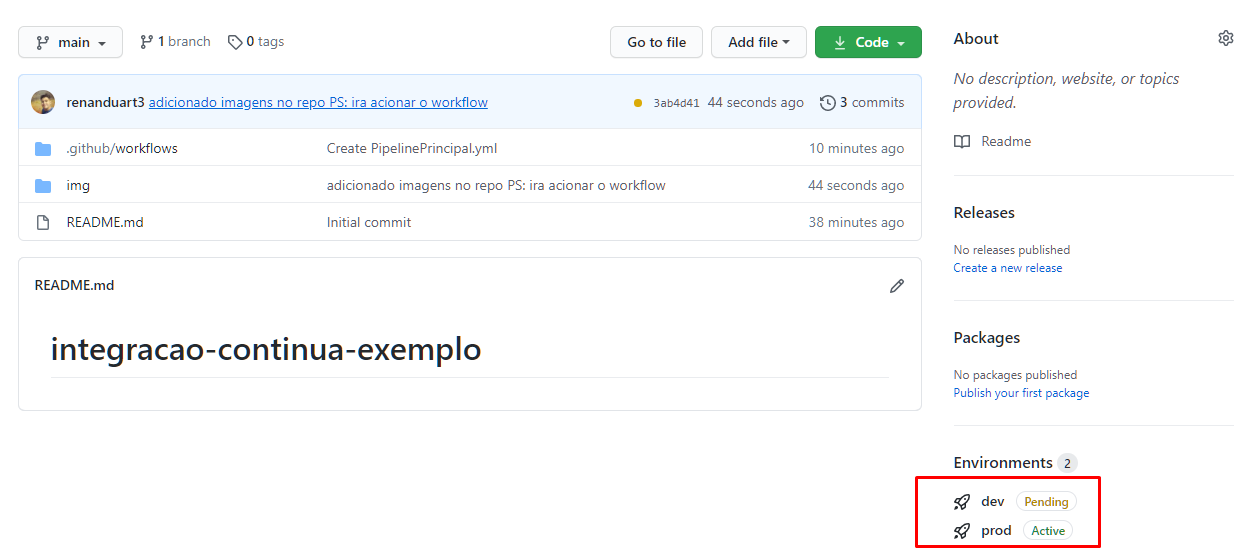 main
1 branch
0 tags
Go to file
Add file
Code
renanduart3 adicionado imagens no repo PS: ira acionar o workflow
3ab4d41 44 seconds ago
3 commits
.github/workflows
Create PipelinePrincipal.yml
10 minutes ago
img
adicionado imagens no repo PS: ira acionar o workflow
44 seconds ago
README.md
Initial commit
38 minutes ago
README.md
integracao-continua-exemplo
About
No description, website, or topics
provided.
Readme
Releases
No releases published
Create a new release
Packages
No packages published
Publish your first package
Environments 2
dev Pending
prod Active